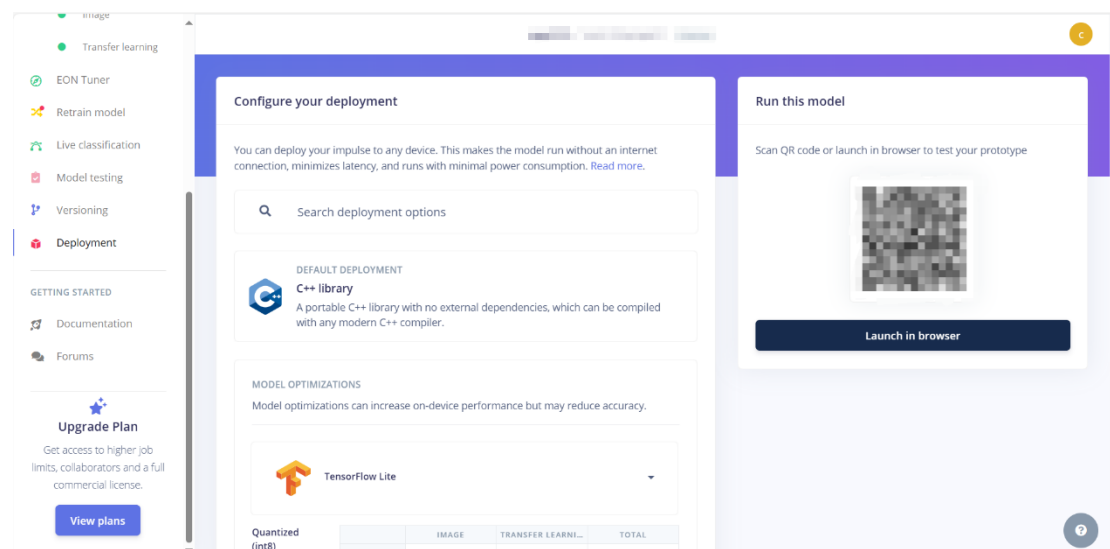 Image
Transfer learning
EON Tuner
Retrain model
Live classification
Model testing
Versioning
Deployment
GETTING STARTED
Documentation
Forums
Upgrade Plan
Get access to higher job
limits, collaborators and a full
commercial license.
View plans
C
Configure your deployment
You can deploy your impulse to any device. This makes the model run without an internet
connection, minimizes latency, and runs with minimal power consumption. Read more.
Search deployment options
DEFAULT DEPLOYMENT
C++ library
A portable C++ library with no external dependencies, which can be compiled
with any modern C++ compiler.
MODEL OPTIMIZATIONS
Model optimizations can increase on-device performance but may reduce accuracy.
TensorFlow Lite
Quantized
(int8)
IMAGE
TRANSFER LEARNI...
TOTAL
Run this model
Scan QR code or launch in browser to test your prototype
Launch in browser
?